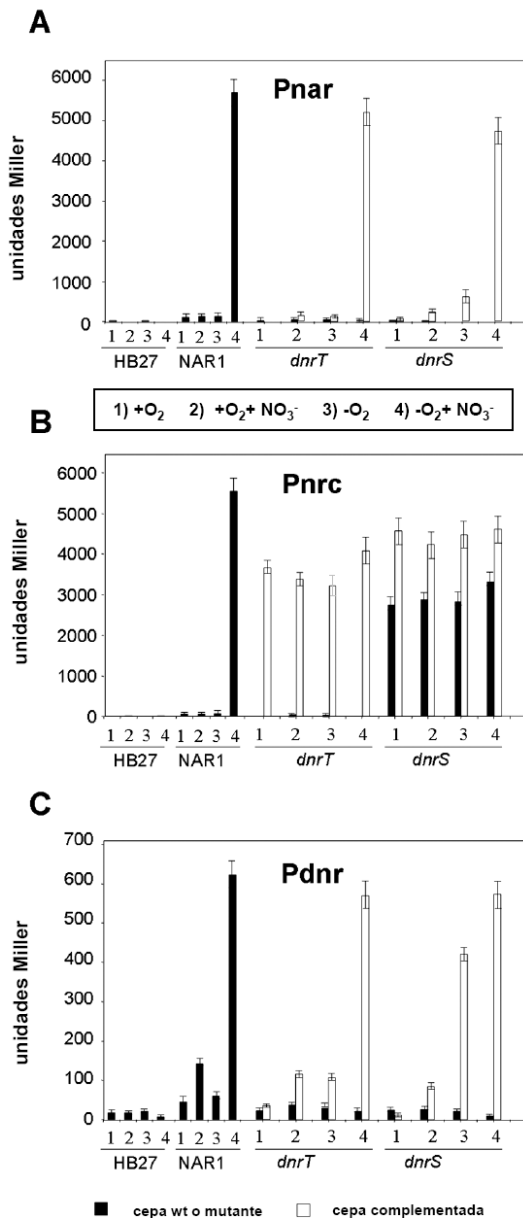 A
Pnar
unidades Miller
6000
5000
4000
3000
2000
1000
0
1 2 3 4 1 2 3 4 1 2 3 4 1 2 3 4
HB27 NAR1 dnrT dnrS
1) +O₂ 2) +O₂+ NO₃⁻ 3) -O₂ 4) -O₂+ NO₃⁻
B
Pnrc
unidades Miller
6000
5000
4000
3000
2000
1000
0
1 2 3 4 1 2 3 4 1 2 3 4 1 2 3 4
HB27 NAR1 dnrT dnrS
C
Pdnr
unidades Miller
700
600
500
400
300
200
100
0
1 2 3 4 1 2 3 4 1 2 3 4 1 2 3 4
HB27 NAR1 dnrT dnrS
cepa wt o mutante cepa complementada